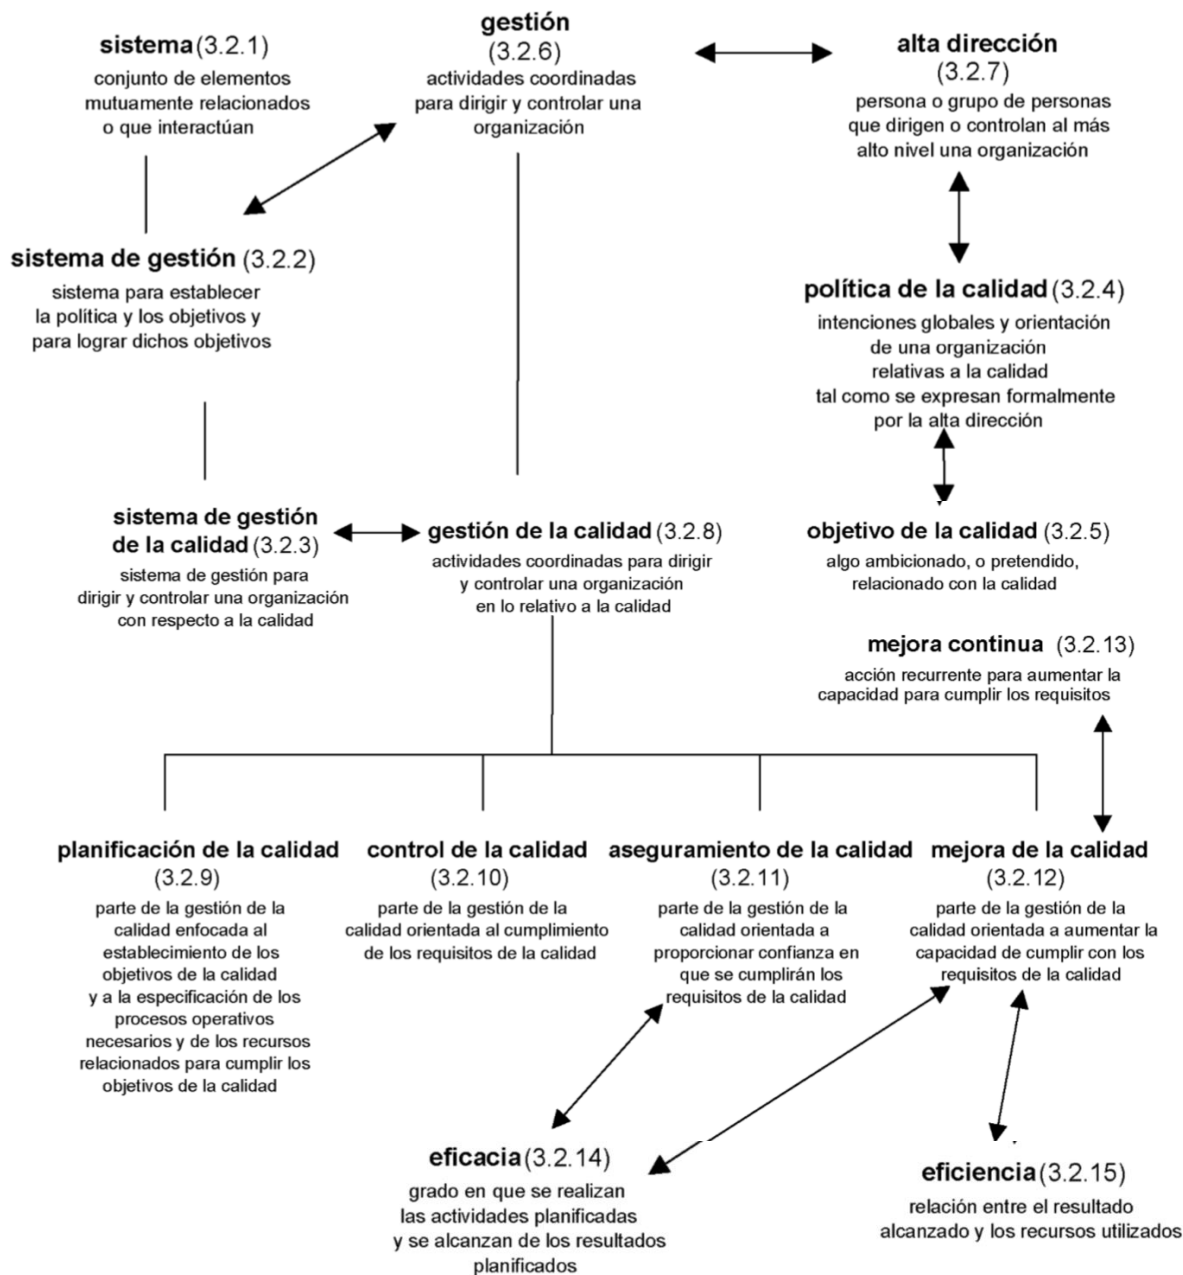 sistema (3.2.1)
conjunto de elementos
mutuamente relacionados
o que interactúan
gestión
(3.2.6)
actividades coordinadas
para dirigir y controlar una
organización
alta dirección
(3.2.7)
persona o grupo de personas
que dirigen o controlan al más
alto nivel una organización
sistema de gestión (3.2.2)
sistema para establecer
la política y los objetivos y
para lograr dichos objetivos
política de la calidad (3.2.4)
intenciones globales y orientación
de una organización
relativas a la calidad
tal como se expresan formalmente
por la alta dirección
sistema de gestión
de la calidad (3.2.3)
sistema de gestión para
dirigir y controlar una organización
con respecto a la calidad
gestión de la calidad (3.2.8)
actividades coordinadas para dirigir
y controlar una organización
en lo relativo a la calidad
objetivo de la calidad (3.2.5)
algo ambicionado, o pretendido,
relacionado con la calidad
mejora continua (3.2.13)
acción recurrente para aumentar la
capacidad para cumplir los requisitos
planificación de la calidad
(3.2.9)
parte de la gestión de la
calidad enfocada al
establecimiento de los
objetivos de la calidad
y a la especificación de los
procesos operativos
necesarios y de los recursos
relacionados para cumplir los
objetivos de la calidad
control de la calidad
(3.2.10)
parte de la gestión de la
calidad orientada al cumplimiento
de los requisitos de la calidad
aseguramiento de la calidad
(3.2.11)
parte de la gestión de la
calidad orientada a
proporcionar confianza en
que se cumplirán los
requisitos de la calidad
mejora de la calidad
(3.2.12)
parte de la gestión de la
calidad orientada a aumentar la
capacidad de cumplir con los
requisitos de la calidad
eficacia (3.2.14)
grado en que se realizan
las actividades planificadas
y se alcanzan de los resultados
planificados
eficiencia (3.2.15)
relación entre el resultado
alcanzado y los recursos utilizados